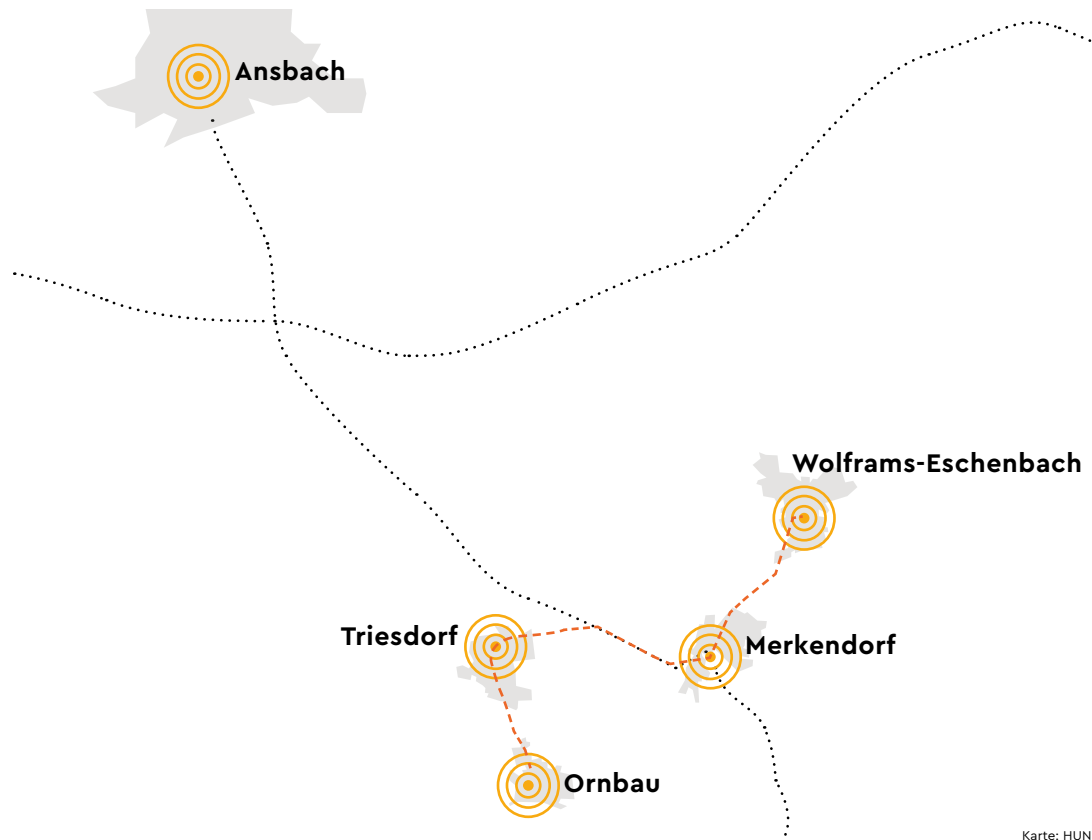 Ansbach
Wolframs-Eschenbach
Triesdorf
Merkendorf
Ornbau
Karte: HUN